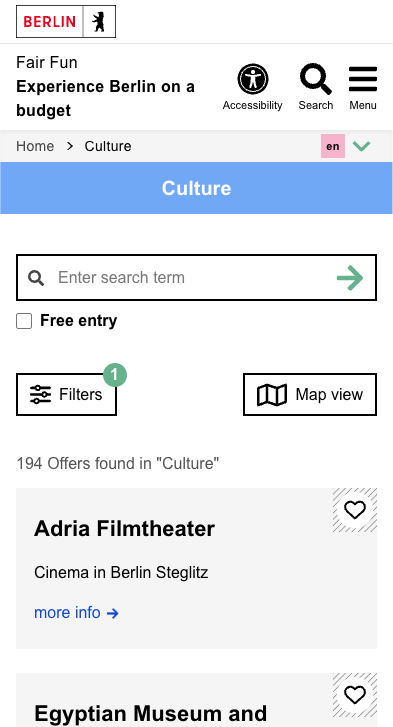 BERLIN
Fair Fun
Experience Berlin on a
budget
Accessibility
Search
Menu
Home > Culture
en
Culture
Enter search term
Free entry
Filters
1
Map view
194 Offers found in "Culture"
Adria Filmtheater
Cinema in Berlin Steglitz
more info →
Egyptian Museum and